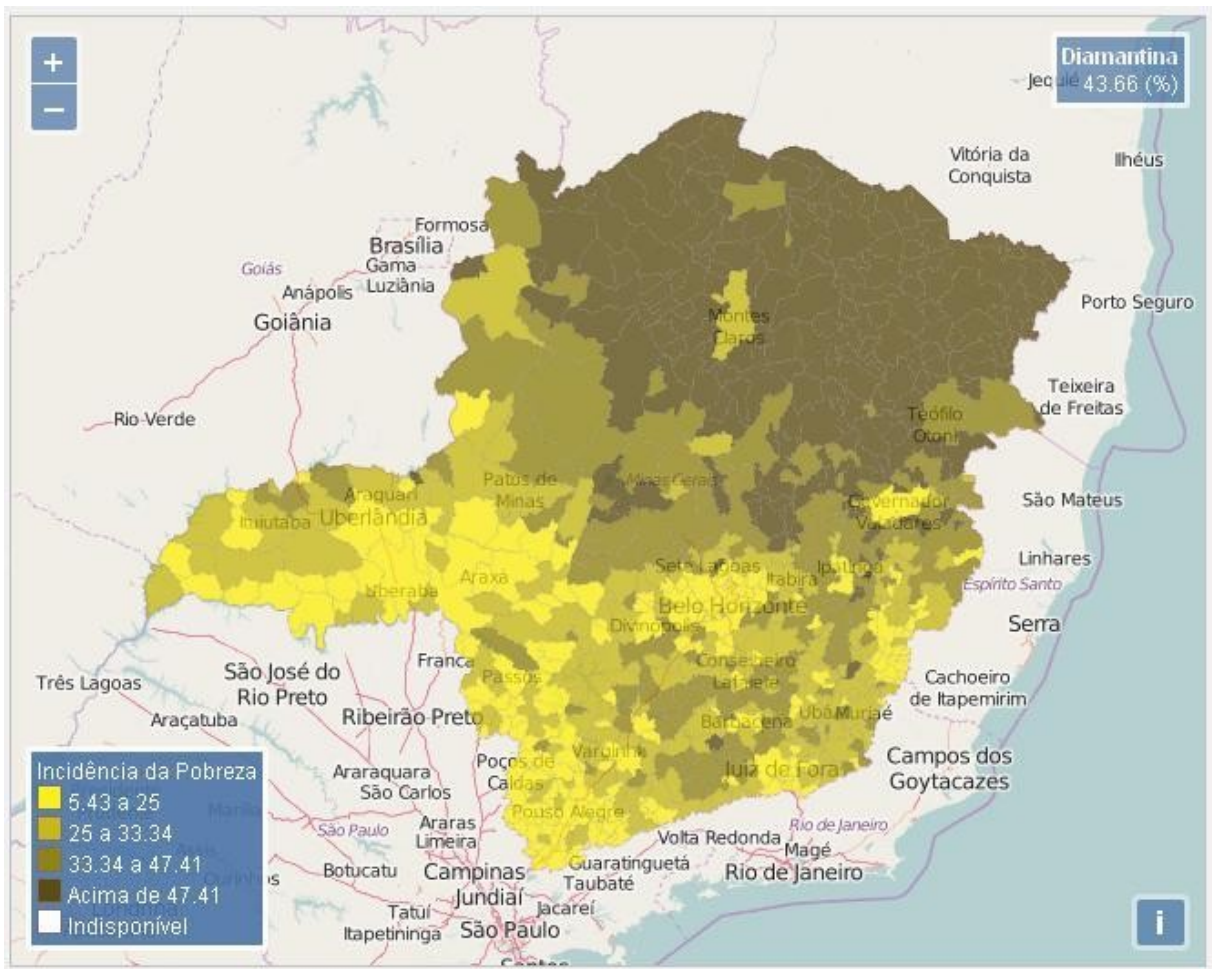 +
−
Diamantina
43.66 (%)
Jequié
Vitória da
Conquista
Ilhéus
Formosa
Brasília
Gama
Luziânia
Goiás
Anápolis
Goiânia
Porto Seguro
Montes
Claros
Teixeira
de Freitas
Rio Verde
Teófilo
Otoni
Patos de
Minas
Minas Gerais
Araguari
Uberlândia
Ituiutaba
Governador
Valadares
São Mateus
Linhares
Espírito Santo
Sete Lagoas
Itabira
Ipatinga
Araxá
Uberaba
Belo Horizonte
Divinópolis
Serra
São José do
Rio Preto
Franca
Passos
Conselheiro
Lafaiete
Três Lagoas
Cachoeiro
de Itapemirim
Araçatuba
Ribeirão Preto
Barbacena
Ubá
Muriaé
Varginha
Poços de
Caldas
Juiz de Fora
Campos dos
Goytacazes
Araraquara
São Carlos
Pouso Alegre
Incidência da Pobreza
5.43 a 25
25 a 33.34
33.34 a 47.41
Acima de 47.41
Indisponível
Marília
São Paulo
Araras
Limeira
Volta Redonda
Rio de Janeiro
Magé
Rio de Janeiro
Assis
Ourinhos
Botucatu
Campinas
Jundiaí
Guaratinguetá
Taubaté
Londrina
Tatuí
Itapetininga
Jacareí
São Paulo
Santos
i